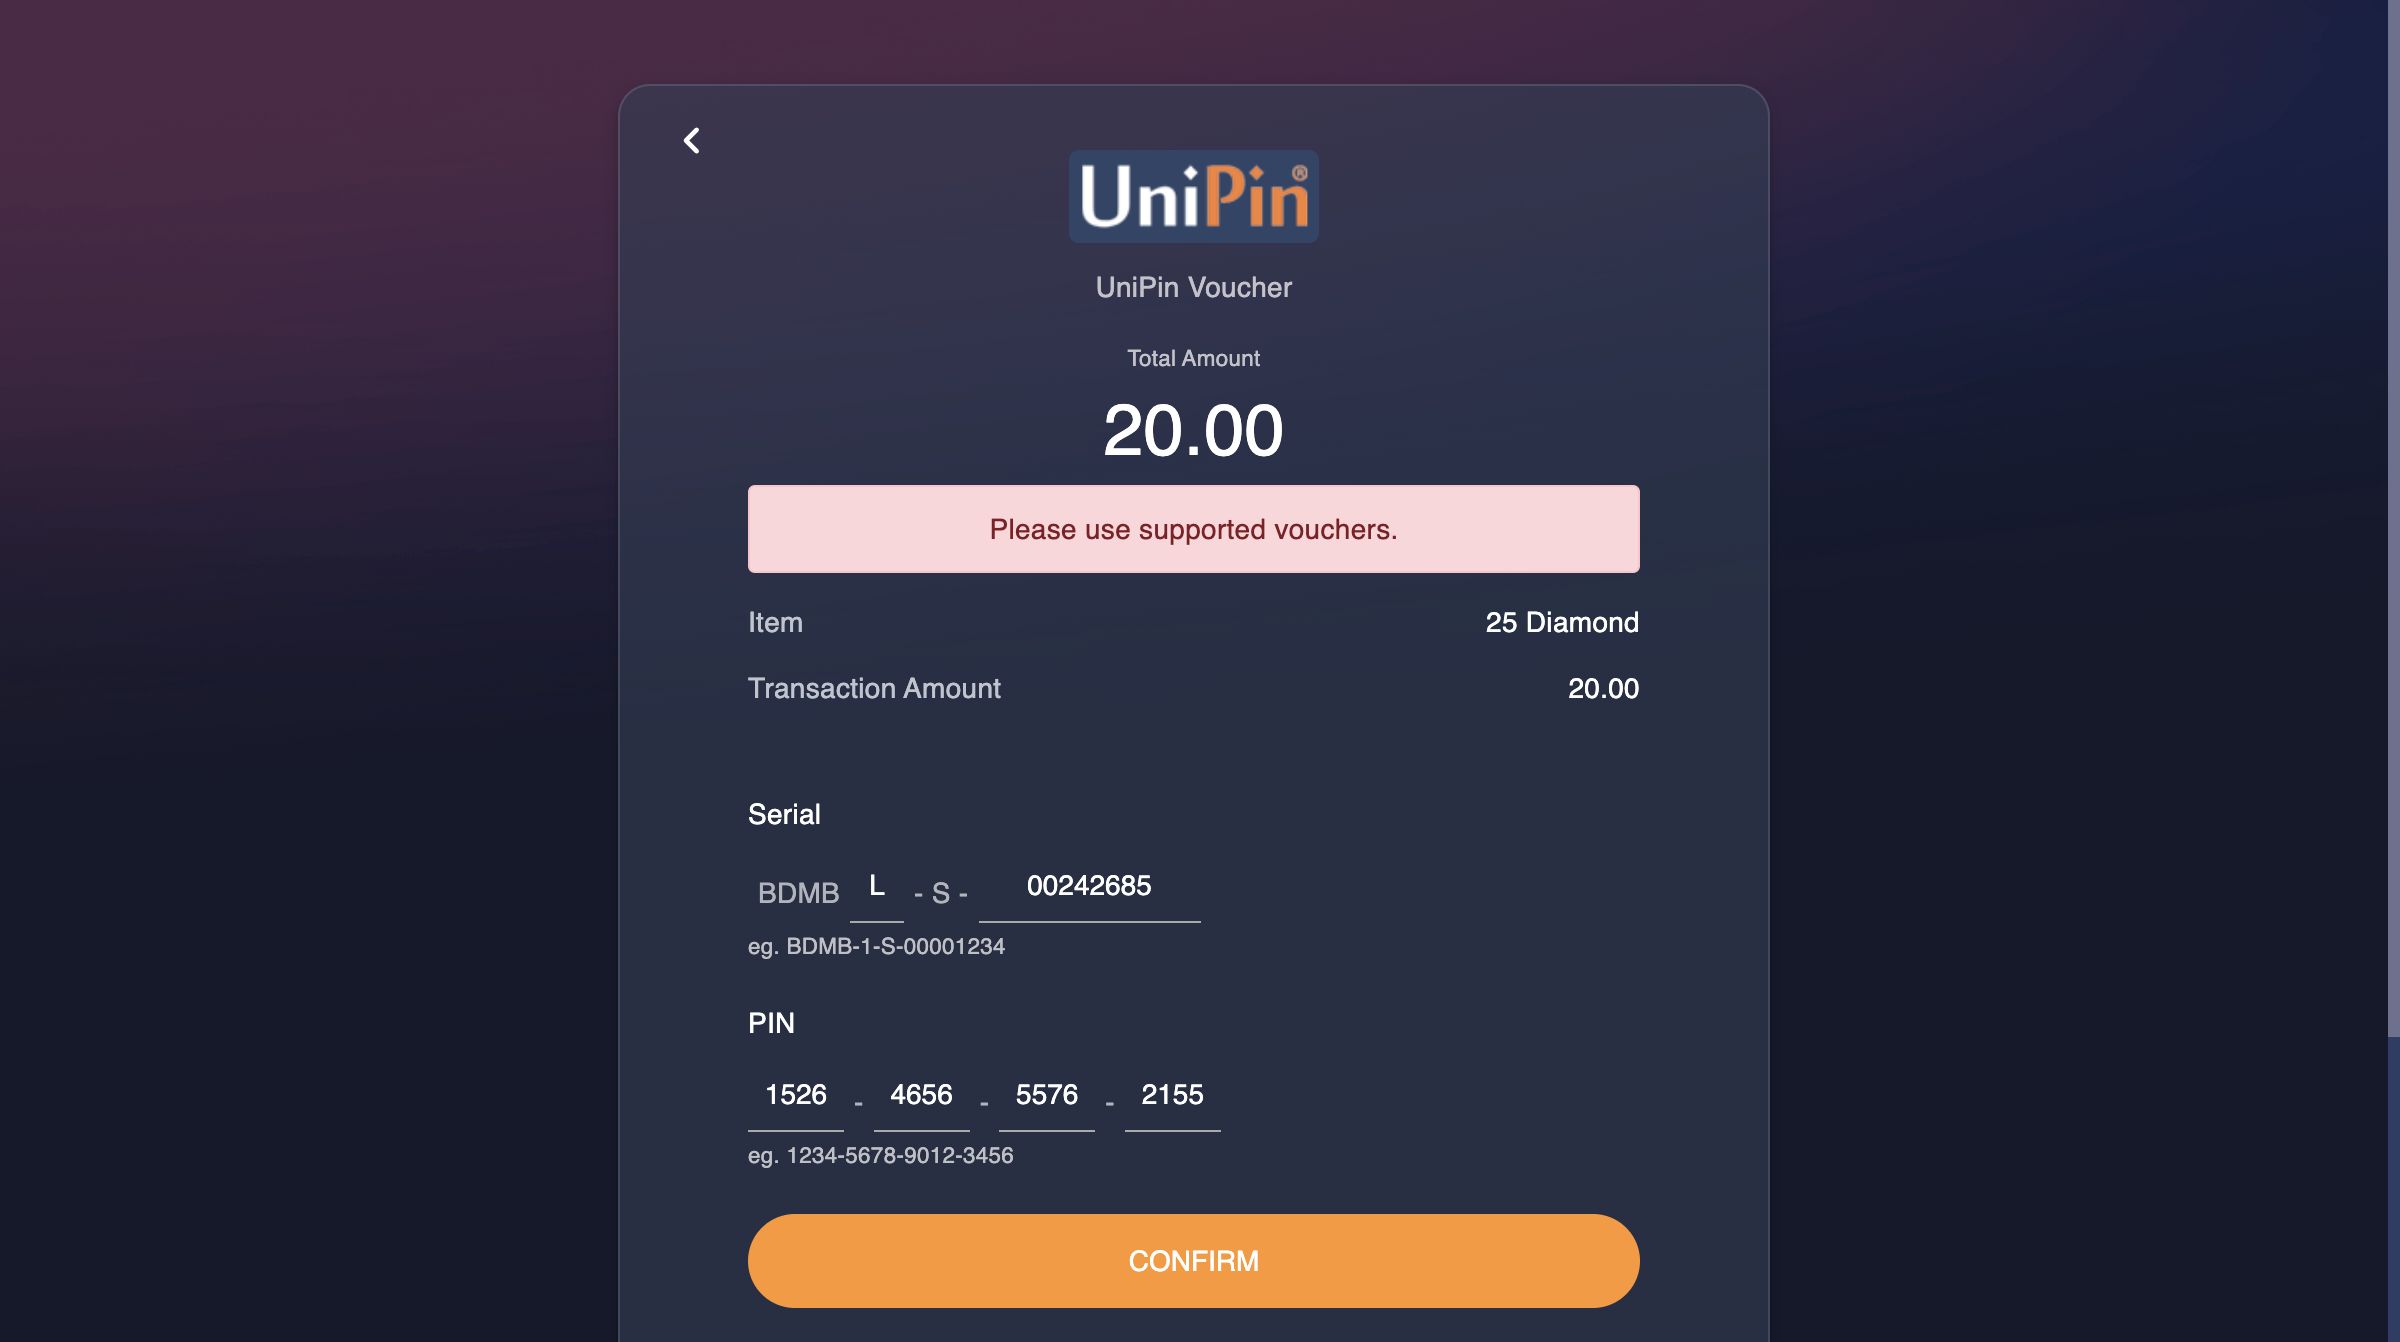 UniPin®
UniPin Voucher
Total Amount
20.00
Please use supported vouchers.
Item 25 Diamond
Transaction Amount 20.00
Serial
BDMB L - S - 00242685
eg. BDMB-1-S-00001234
PIN
1526 - 4656 - 5576 - 2155
eg. 1234-5678-9012-3456
CONFIRM